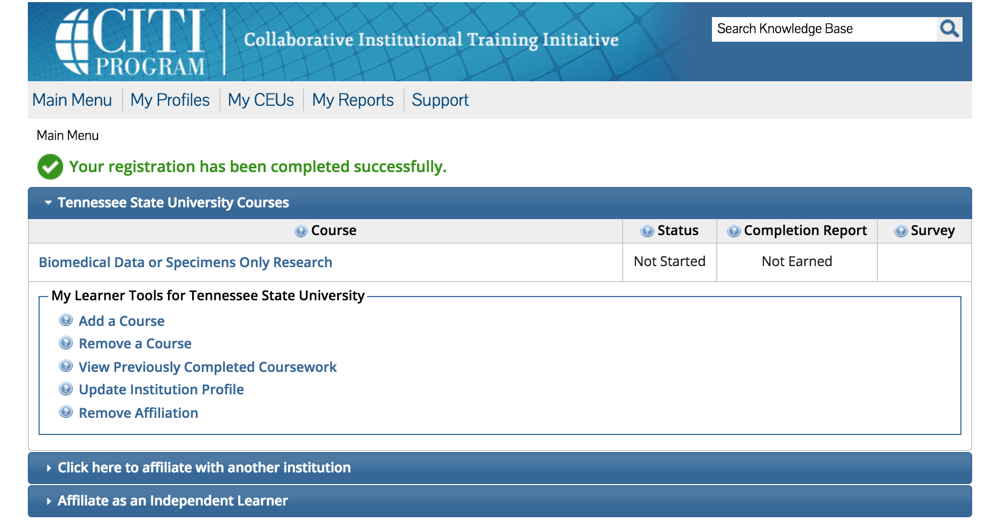 CITI
PROGRAM
Collaborative Institutional Training Initiative
Search Knowledge Base
Main Menu
My Profiles
My CEUs
My Reports
Support
Main Menu
Your registration has been completed successfully.
Tennessee State University Courses
Course
Status
Completion Report
Survey
Biomedical Data or Specimens Only Research
Not Started
Not Earned
My Learner Tools for Tennessee State University
Add a Course
Remove a Course
View Previously Completed Coursework
Update Institution Profile
Remove Affiliation
Click here to affiliate with another institution
Affiliate as an Independent Learner